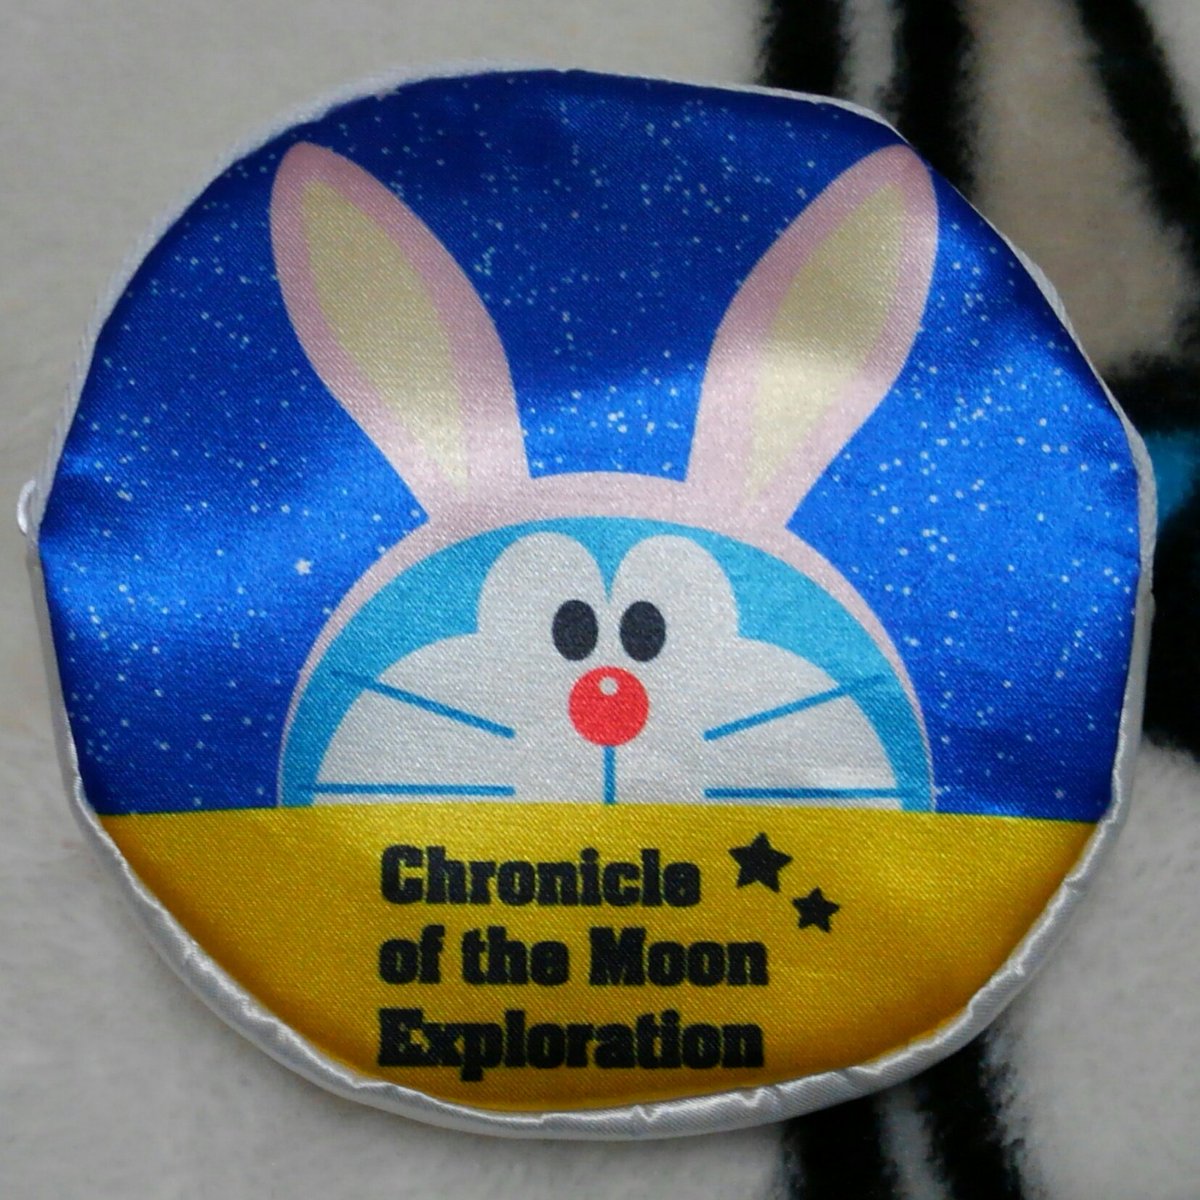 Chronicle
of the Moon
Exploration